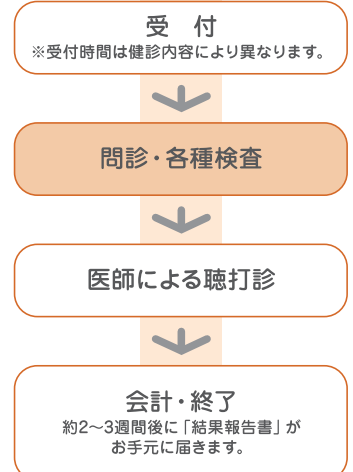 受　付
※受付時間は健診内容により異なります。
問診・各種検査
医師による聴打診
会計・終了
約2〜3週間後に「結果報告書」が
お手元に届きます。